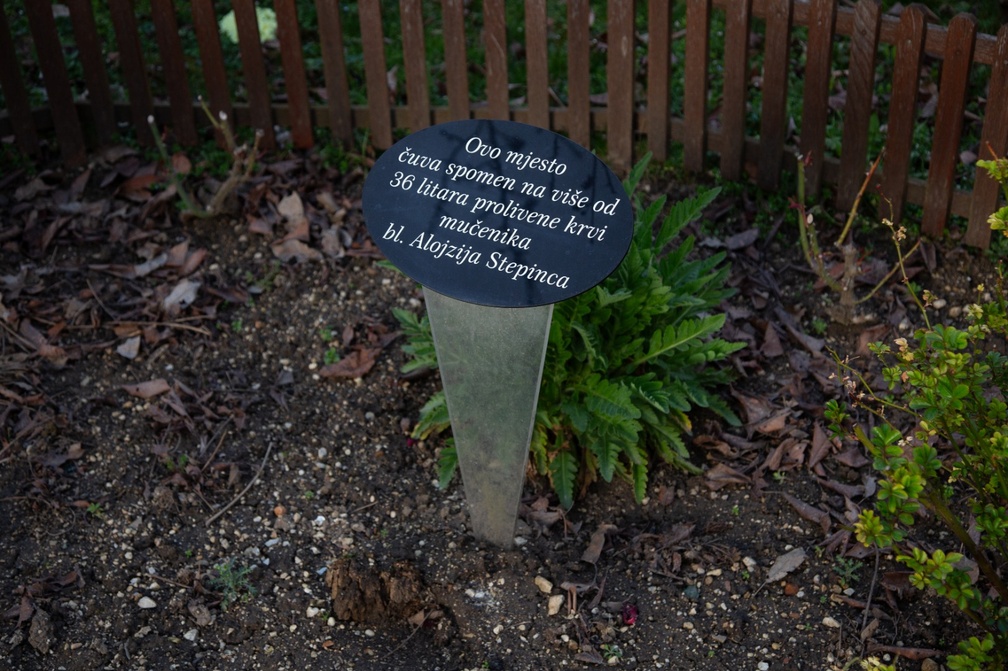 Ovo mjesto
čuva spomen na više od
36 litara prolivene krvi
mučenika
bl. Alojzija Stepinca